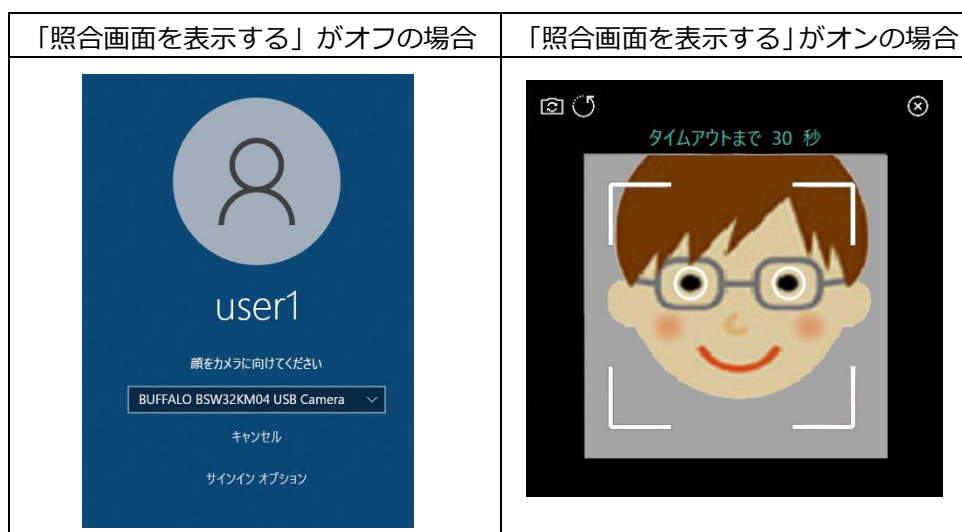 「照合画面を表示する」がオフの場合
「照合画面を表示する」がオンの場合
user1
顔をカメラに向けてください
BUFFALO BSW32KM04 USB Camera
キャンセル
サインイン オプション
タイムアウトまで 30 秒